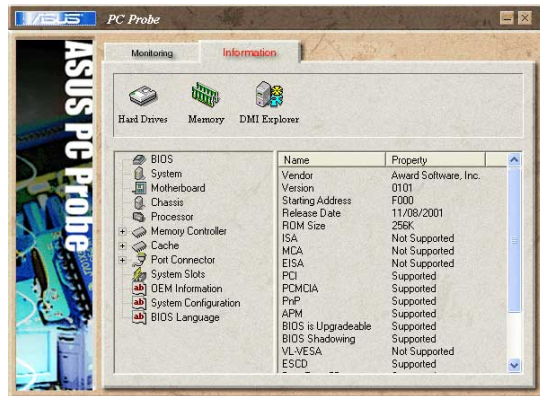 ASUS PC Probe
Monitoring Information
Hard Drives Memory DMI Explorer
ASUS PC Probe
BIOS
System
Motherboard
Chassis
Processor
Memory Controller
Cache
Port Connector
System Slots
OEM Information
System Configuration
BIOS Language
Name Property
Vendor Award Software, Inc.
Version 0101
Starting Address F000
Release Date 11/08/2001
ROM Size 256K
ISA Not Supported
MCA Not Supported
EISA Not Supported
PCI Supported
PCMCIA Supported
PnP Supported
APM Supported
BIOS is Upgradeable Supported
BIOS Shadowing Supported
VL-VESA Not Supported
ESCD Supported